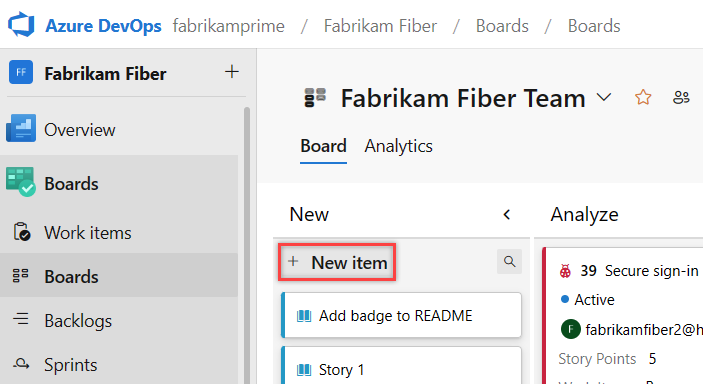 Azure DevOps fabrikamprime / Fabrikam Fiber / Boards / Boards
FF Fabrikam Fiber +
Fabrikam Fiber Team
Overview
Board Analytics
Boards
New
Analyze
Work items
+ New item
39 Secure sign-in
Boards
Active
Add badge to README
F fabrikamfiber2@h
Backlogs
Story Points 5
Sprints
Story 1